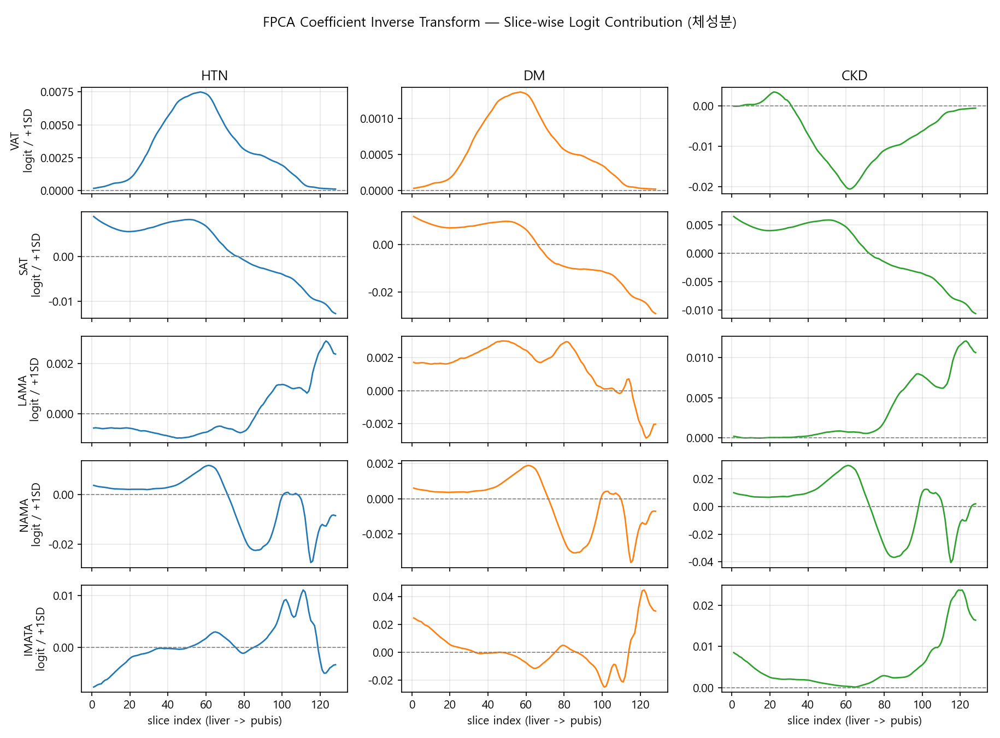 FPCA Coefficient Inverse Transform — Slice-wise Logit Contribution (체성분)
HTN
DM
CKD
VAT
logit / +1SD
0.0075
0.0050
0.0025
0.0000
0.0010
0.0005
0.0000
0.00
-0.01
-0.02
SAT
logit / +1SD
0.00
-0.01
0.00
-0.02
0.005
0.000
-0.005
-0.010
LAMA
logit / +1SD
0.002
0.000
0.002
0.000
-0.002
0.010
0.005
0.000
NAMA
logit / +1SD
0.00
-0.02
0.002
0.000
-0.002
0.02
0.00
-0.02
-0.04
IMATA
logit / +1SD
0.01
0.00
0.04
0.02
0.00
-0.02
0.02
0.01
0.00
0 20 40 60 80 100 120
0 20 40 60 80 100 120
0 20 40 60 80 100 120
slice index (liver -> pubis)
slice index (liver -> pubis)
slice index (liver -> pubis)